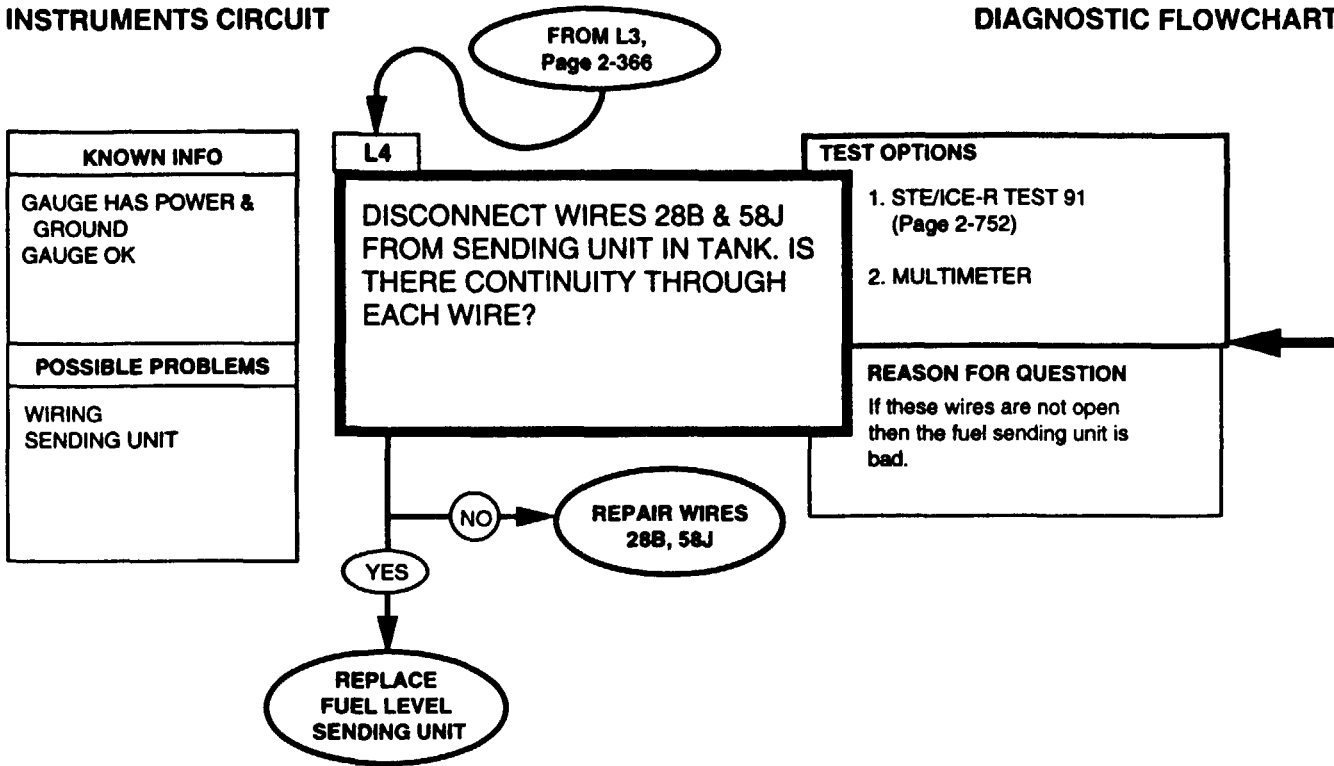 INSTRUMENTS CIRCUIT
DIAGNOSTIC FLOWCHART
FROM L3,
Page 2-366
KNOWN INFO
GAUGE HAS POWER &
GROUND
GAUGE OK
POSSIBLE PROBLEMS
WIRING
SENDING UNIT
L4
DISCONNECT WIRES 28B & 58J
FROM SENDING UNIT IN TANK. IS
THERE CONTINUITY THROUGH
EACH WIRE?
TEST OPTIONS
1. STE/ICE-R TEST 91
(Page 2-752)
2. MULTIMETER
REASON FOR QUESTION
If these wires are not open
then the fuel sending unit is
bad.
NO
REPAIR WIRES
28B, 58J
YES
REPLACE
FUEL LEVEL
SENDING UNIT